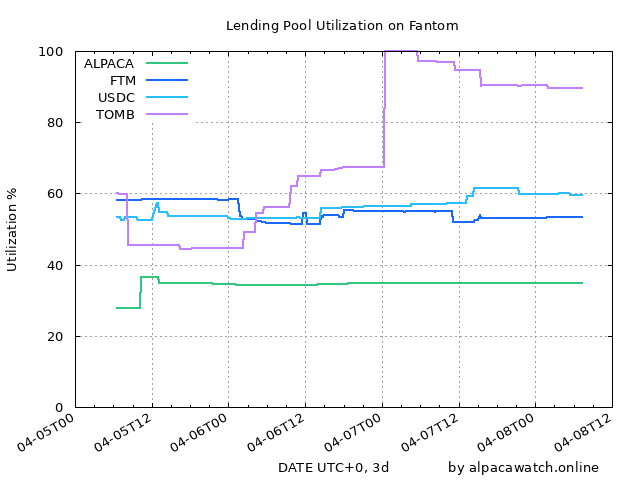 Lending Pool Utilization on Fantom
ALPACA
FTM
USDC
TOMB
100
80
60
40
20
0
Utilization %
04-05T00
04-05T12
04-06T00
04-06T12
04-07T00
04-07T12
04-08T00
04-08T12
DATE UTC+0, 3d
by alpacawatch.online